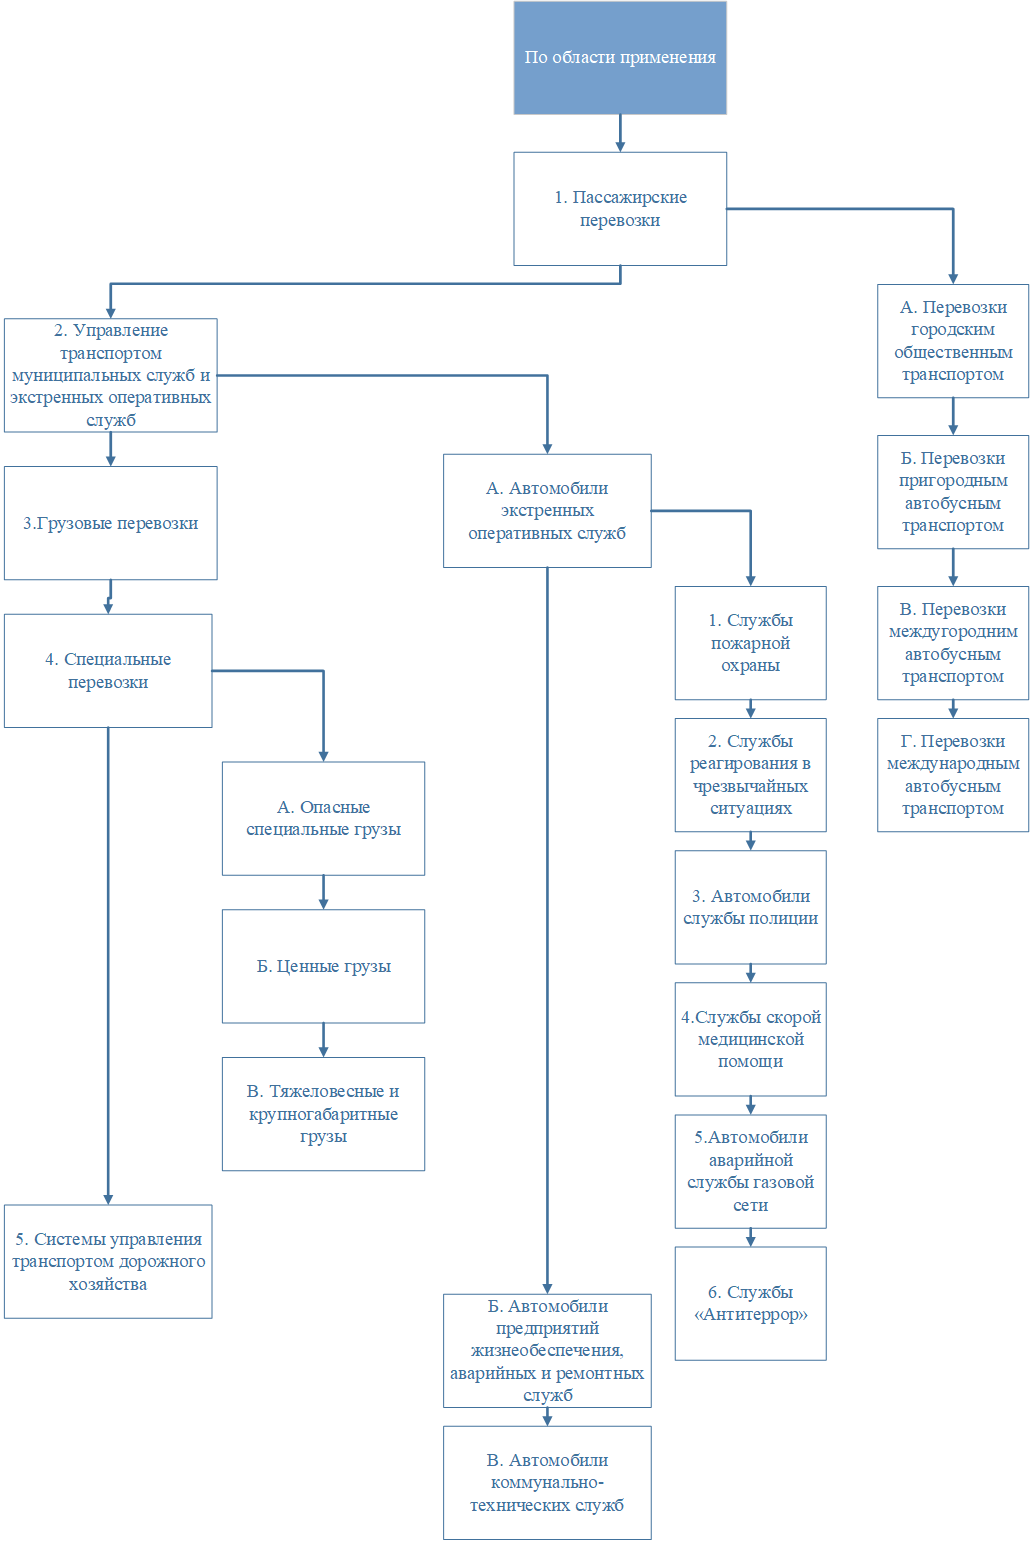 По области применения
1. Пассажирские
перевозки
2. Управление
транспортом
муниципальных служб и
экстренных оперативных
служб
3.Грузовые перевозки
4. Специальные
перевозки
А. Опасные
специальные грузы
Б. Ценные грузы
В. Тяжеловесные и
крупногабаритные
грузы
5. Системы управления
транспортом дорожного
хозяйства
А. Автомобили
экстренных
оперативных служб
Б. Автомобили
предприятий
жизнеобеспечения,
аварийных и ремонтных
служб
В. Автомобили
коммунально-
технических служб
1. Службы
пожарной
охраны
2. Службы
реагирования в
чрезвычайных
ситуациях
3. Автомобили
службы полиции
4.Службы скорой
медицинской
помощи
5.Автомобили
аварийной
службы газовой
сети
6. Службы
«Антитеррор»
А. Перевозки
городским
общественным
транспортом
Б. Перевозки
пригородным
автобусным
транспортом
В. Перевозки
междугородним
автобусным
транспортом
Г. Перевозки
международным
автобусным
транспортом